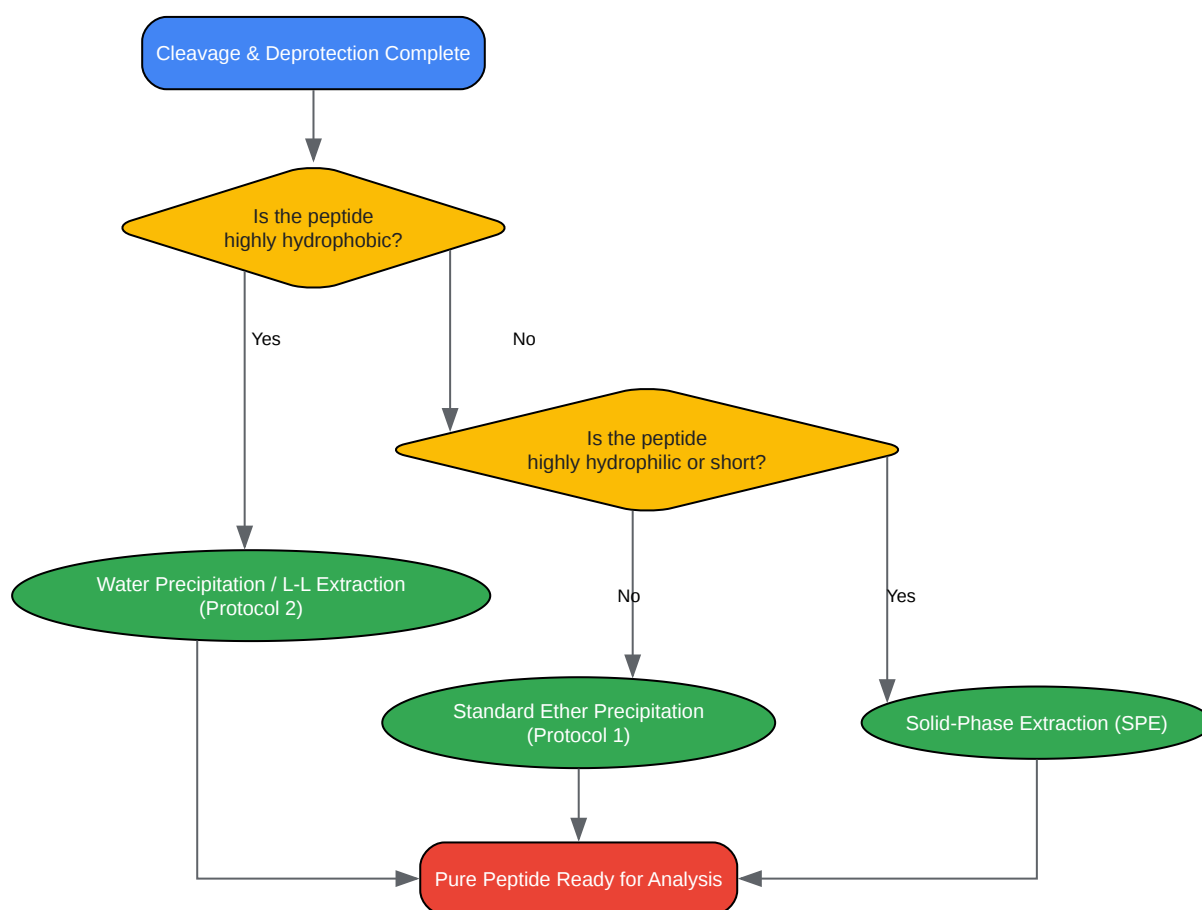 Cleavage & Deprotection Complete
Is the peptide
highly hydrophobic?
Yes
No
Is the peptide
highly hydrophilic or short?
Water Precipitation / L-L Extraction
(Protocol 2)
No
Yes
Standard Ether Precipitation
(Protocol 1)
Solid-Phase Extraction (SPE)
Pure Peptide Ready for Analysis